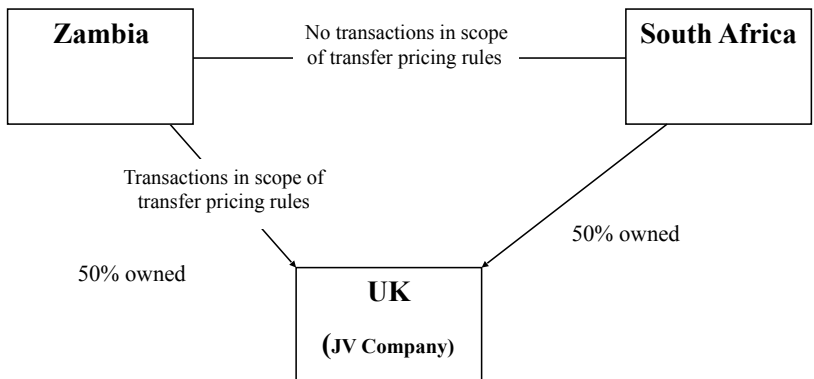 Zambia
No transactions in scope
of transfer pricing rules
South Africa
Transactions in scope of
transfer pricing rules
50% owned
50% owned
UK
(JV Company)